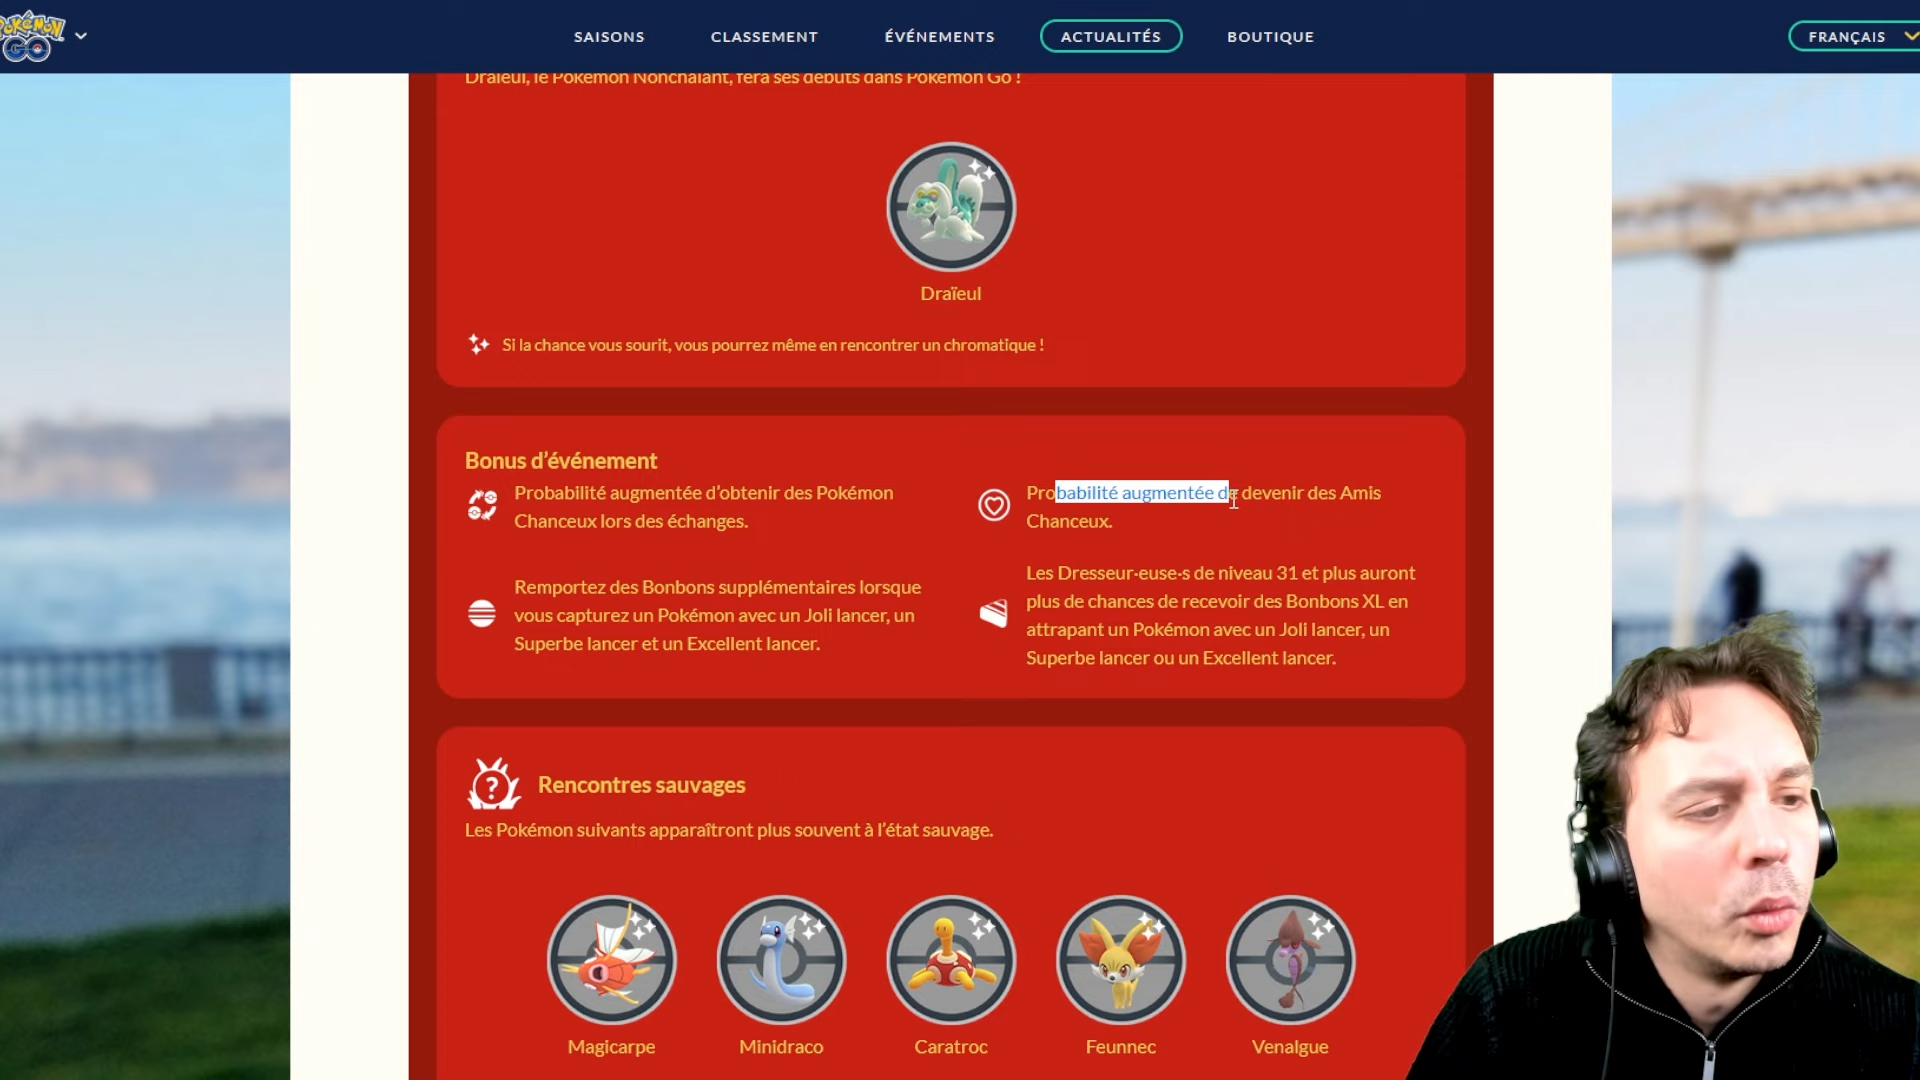 POKÉMON
GO
SAISONS
CLASSEMENT
ÉVÉNEMENTS
ACTUALITÉS
BOUTIQUE
FRANÇAIS
Draïeul, le Pokémon Nonchalant, fera ses débuts dans Pokémon GO !
Draïeul
Si la chance vous sourit, vous pourrez même en rencontrer un chromatique !
Bonus d’événement
Probabilité augmentée d’obtenir des Pokémon
Chanceux lors des échanges.
Probabilité augmentée de devenir des Amis
Chanceux.
Remportez des Bonbons supplémentaires lorsque
vous capturez un Pokémon avec un Joli lancer, un
Superbe lancer et un Excellent lancer.
Les Dresseur·euse·s de niveau 31 et plus auront
plus de chances de recevoir des Bonbons XL en
attrapant un Pokémon avec un Joli lancer, un
Superbe lancer ou un Excellent lancer.
?
Rencontres sauvages
Les Pokémon suivants apparaîtront plus souvent à l’état sauvage.
Magicarpe
Minidraco
Caratroc
Feunnec
Venalgue